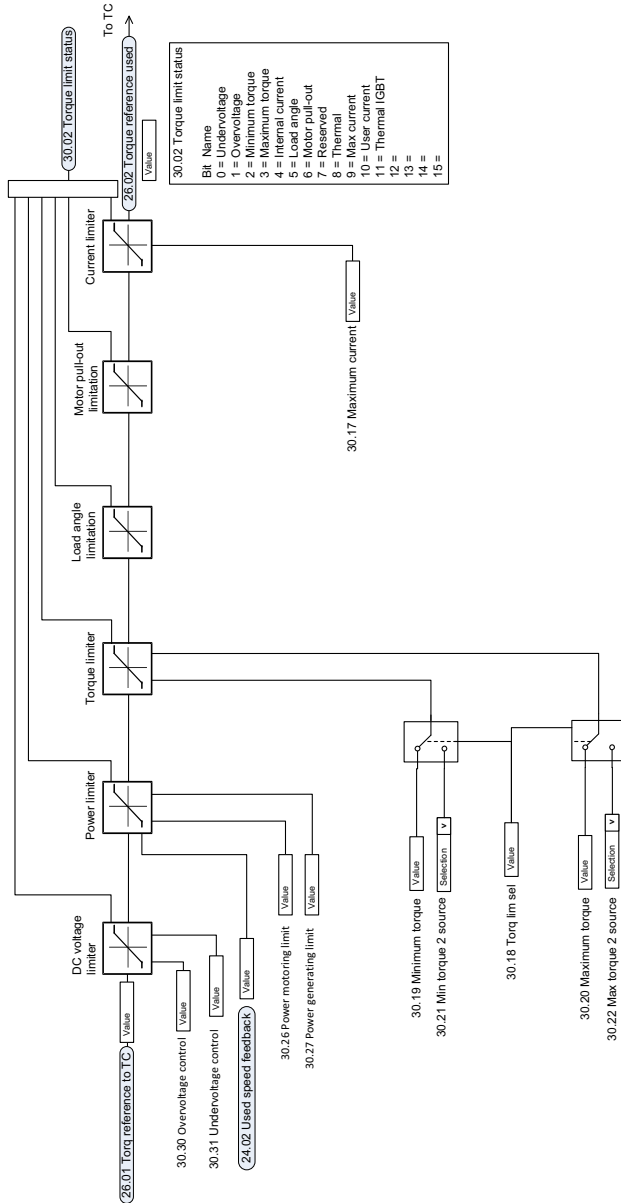 26.01 Torq reference to TC
Value
30.30 Overvoltage control
Value
30.31 Undervoltage control
Value
24.02 Used speed feedback
Value
30.26 Power motoring limit
Value
30.27 Power generating limit
Value
DC voltage
limiter
Power limiter
Torque limiter
Load angle
limitation
Motor pull-out
limitation
Current limiter
30.02 Torque limit status
26.02 Torque reference used
Value
To TC
30.19 Minimum torque
Value
30.21 Min torque 2 source
Selection
v
30.18 Torq lim sel
Value
30.20 Maximum torque
Value
30.22 Max torque 2 source
Selection
v
30.17 Maximum current
Value
30.02 Torque limit status
Bit Name
0 = Undervoltage
1 = Overvoltage
2 = Minimum torque
3 = Maximum torque
4 = Internal current
5 = Load angle
6 = Motor pull-out
7 = Reserved
8 = Thermal
9 = Max current
10 = User current
11 = Thermal IGBT
12 =
13 =
14 =
15 =